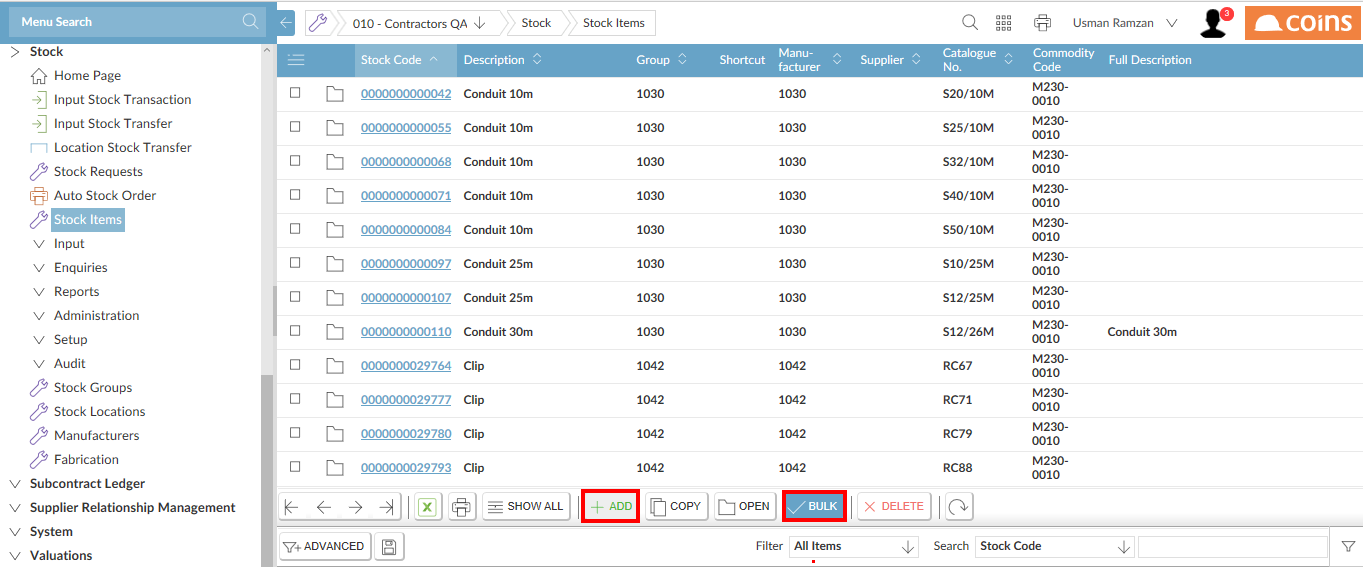 Menu Search
010 - Contractors QA
Stock
Stock Items
Usman Ramzan
3
coins
Stock
Home Page
Input Stock Transaction
Input Stock Transfer
Location Stock Transfer
Stock Requests
Auto Stock Order
Stock Items
Input
Enquiries
Reports
Administration
Setup
Audit
Stock Groups
Stock Locations
Manufacturers
Fabrication
Subcontract Ledger
Supplier Relationship Management
System
Valuations
Stock Code Description Group Shortcut Manu-facturer Supplier Catalogue No. Commodity Code Full Description
0000000000042 Conduit 10m 1030 1030 S20/10M M230-0010
0000000000055 Conduit 10m 1030 1030 S25/10M M230-0010
0000000000068 Conduit 10m 1030 1030 S32/10M M230-0010
0000000000071 Conduit 10m 1030 1030 S40/10M M230-0010
0000000000084 Conduit 10m 1030 1030 S50/10M M230-0010
0000000000097 Conduit 25m 1030 1030 S10/25M M230-0010
0000000000107 Conduit 25m 1030 1030 S12/25M M230-0010
0000000000110 Conduit 30m 1030 1030 S12/26M M230-0010 Conduit 30m
0000000029764 Clip 1042 1042 RC67 M230-0010
0000000029777 Clip 1042 1042 RC71 M230-0010
0000000029780 Clip 1042 1042 RC79 M230-0010
0000000029793 Clip 1042 1042 RC88 M230-0010
X SHOW ALL ADD COPY OPEN BULK DELETE
ADVANCED Filter All Items Search Stock Code